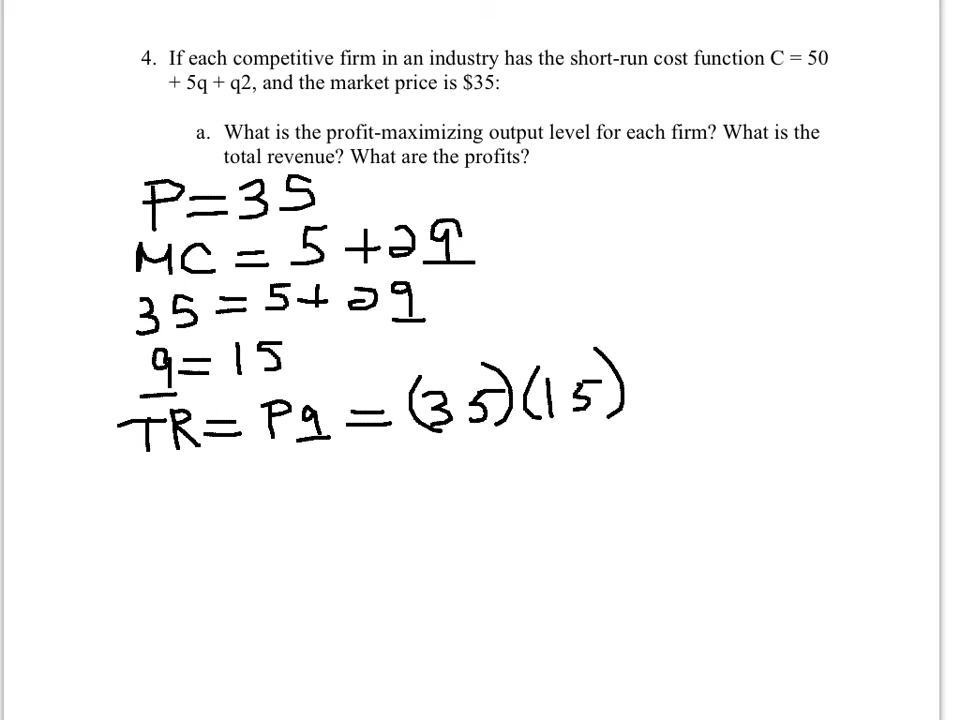 4. If each competitive firm in an industry has the short-run cost function C = 50
+ 5q + q2, and the market price is $35:
a. What is the profit-maximizing output level for each firm? What is the
total revenue? What are the profits?
P=35
MC = 5+2q
35 = 5+2q
q=15
TR= Pq = (35)(15)